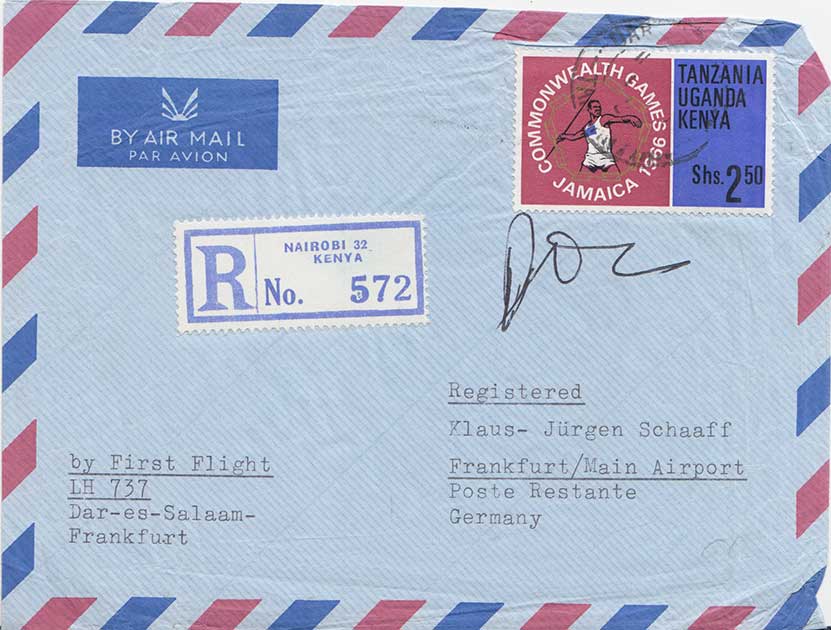 BY AIR MAIL
PAR AVION
COMMONWEALTH GAMES 1966
JAMAICA
TANZANIA
UGANDA
KENYA
Shs. 2 50
R
NAIROBI 32
KENYA
No. 572
Registered
Klaus- Jürgen Schaaff
Frankfurt/Main Airport
Poste Restante
Germany
by First Flight
LH 737
Dar-es-Salaam-
Frankfurt